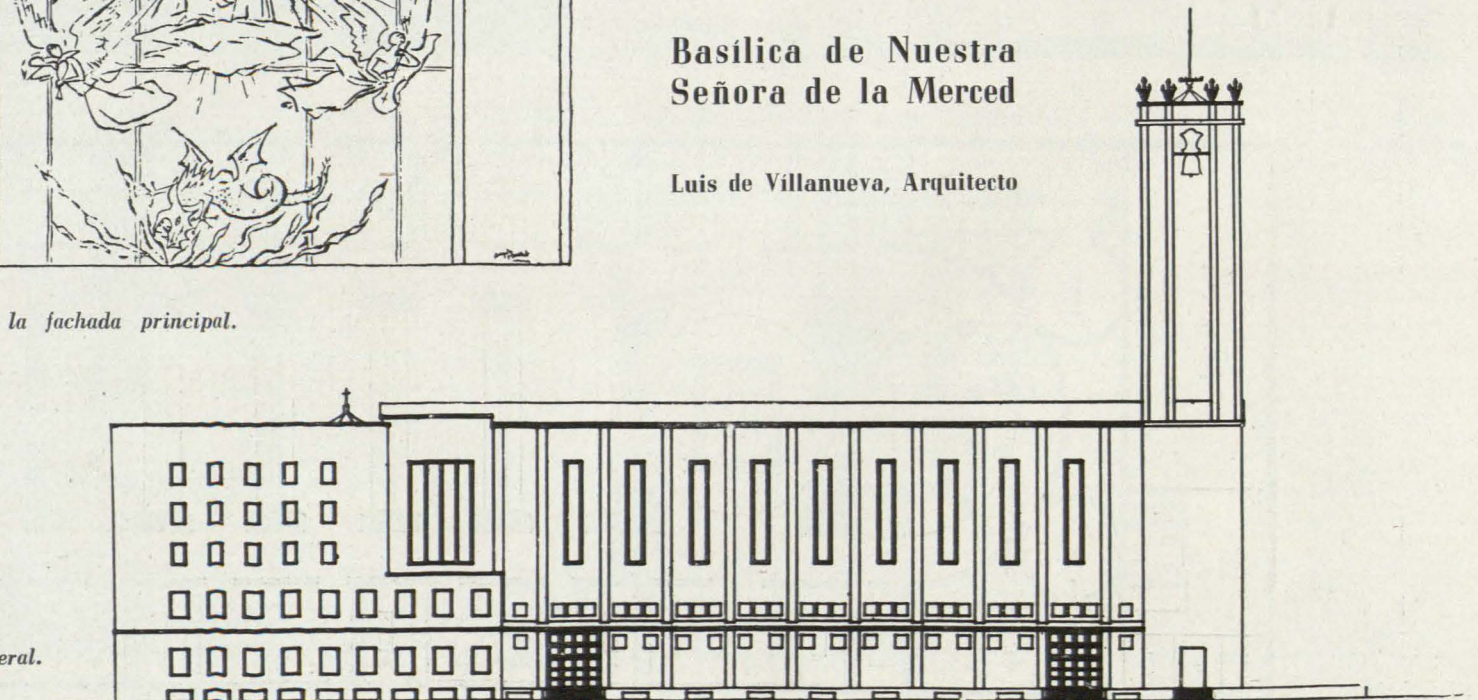 Basílica de Nuestra
Señora de la Merced
Luis de Villanueva, Arquitecto
la fachada principal.
eral.